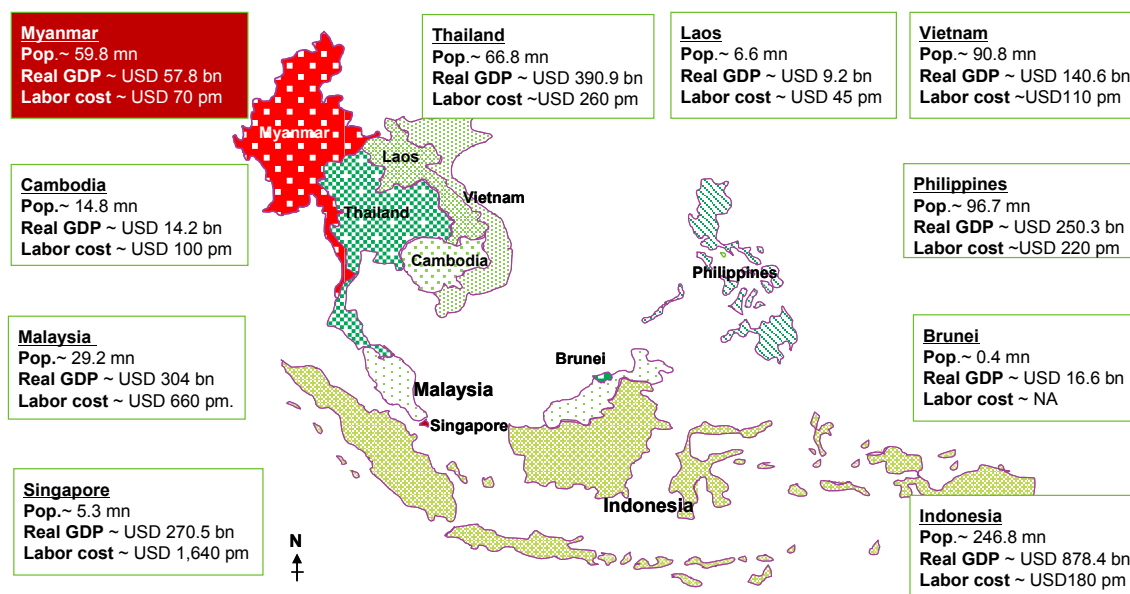 Myanmar
Pop.~ 59.8 mn
Real GDP ~ USD 57.8 bn
Labor cost ~ USD 70 pm
Thailand
Pop.~ 66.8 mn
Real GDP ~ USD 390.9 bn
Labor cost ~USD 260 pm
Laos
Pop.~ 6.6 mn
Real GDP ~ USD 9.2 bn
Labor cost ~ USD 45 pm
Vietnam
Pop.~ 90.8 mn
Real GDP ~ USD 140.6 bn
Labor cost ~USD110 pm
Cambodia
Pop.~ 14.8 mn
Real GDP ~ USD 14.2 bn
Labor cost ~ USD 100 pm
Philippines
Pop.~ 96.7 mn
Real GDP ~ USD 250.3 bn
Labor cost ~USD 220 pm
Malaysia
Pop.~ 29.2 mn
Real GDP ~ USD 304 bn
Labor cost ~ USD 660 pm.
Brunei
Pop.~ 0.4 mn
Real GDP ~ USD 16.6 bn
Labor cost ~ NA
Singapore
Pop.~ 5.3 mn
Real GDP ~ USD 270.5 bn
Labor cost ~ USD 1,640 pm
Indonesia
Pop.~ 246.8 mn
Real GDP ~ USD 878.4 bn
Labor cost ~ USD180 pm
Myanmar
Laos
Vietnam
Thailand
Cambodia
Philippines
Brunei
Malaysia
Singapore
Indonesia
N